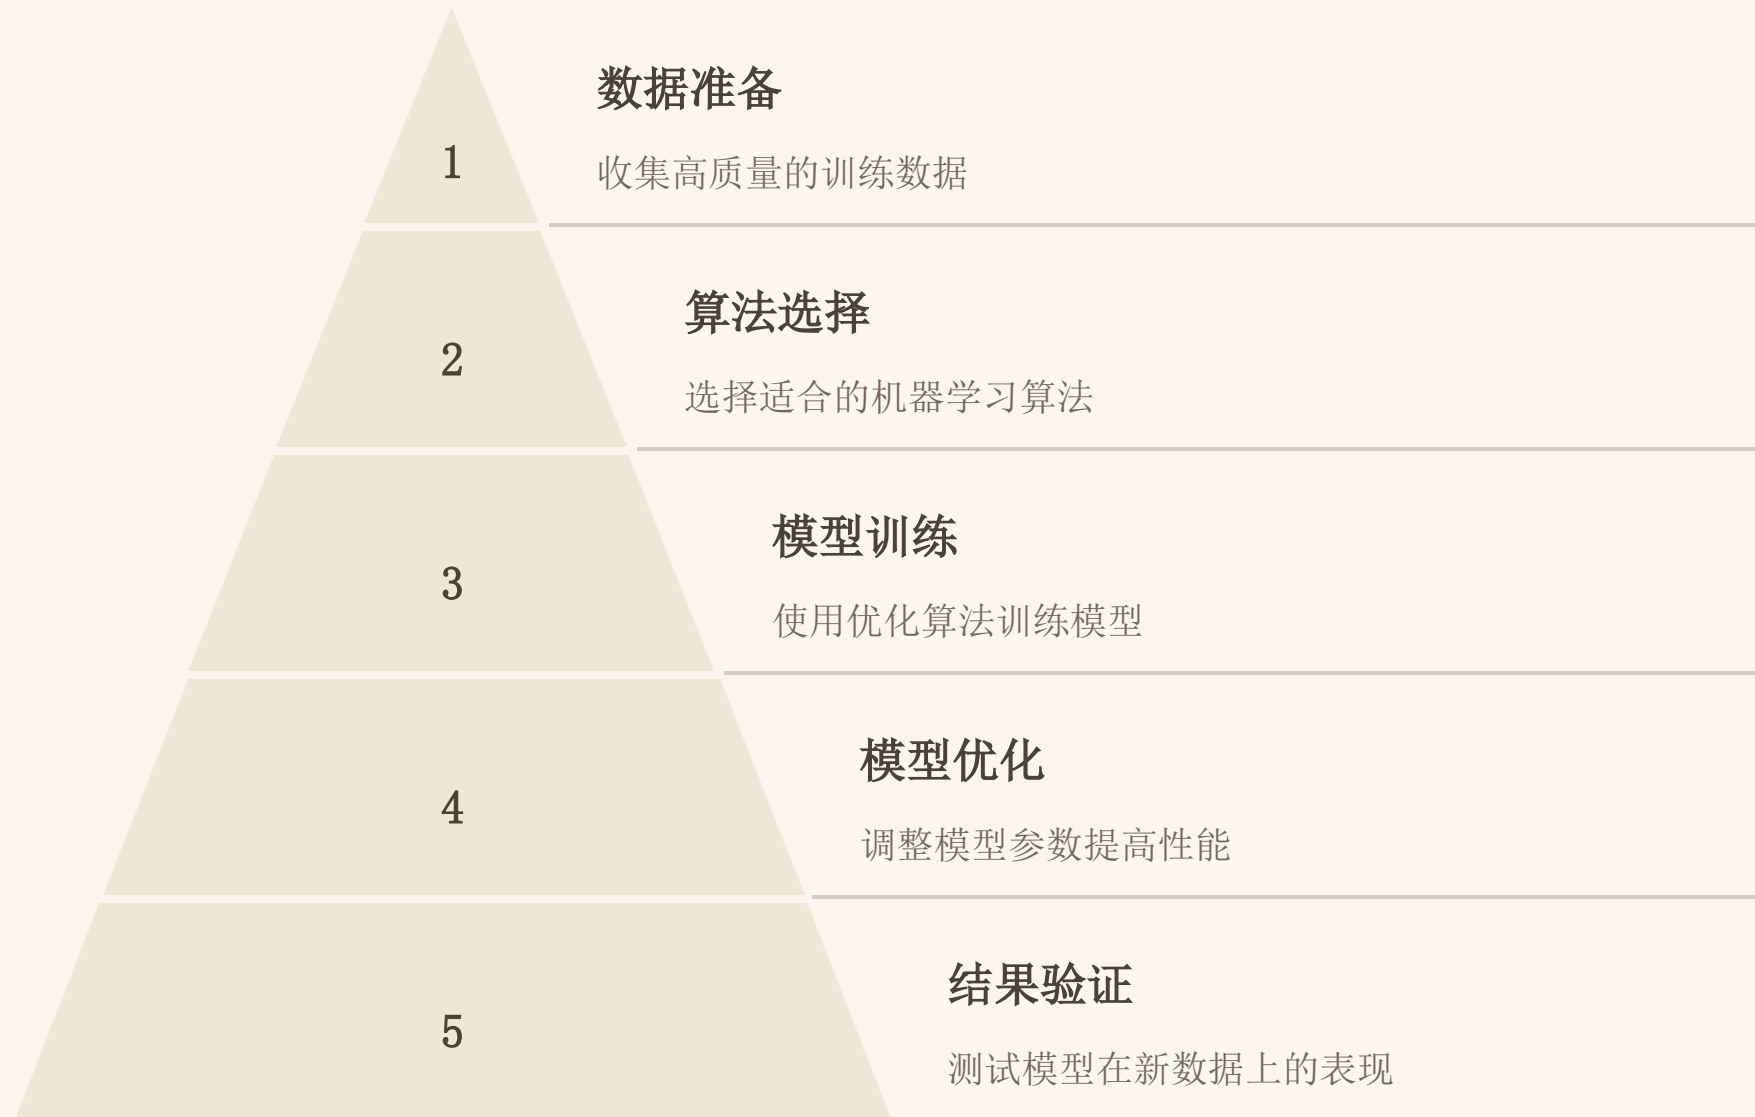 1
数据准备
收集高质量的训练数据
2
算法选择
选择适合的机器学习算法
3
模型训练
使用优化算法训练模型
4
模型优化
调整模型参数提高性能
5
结果验证
测试模型在新数据上的表现